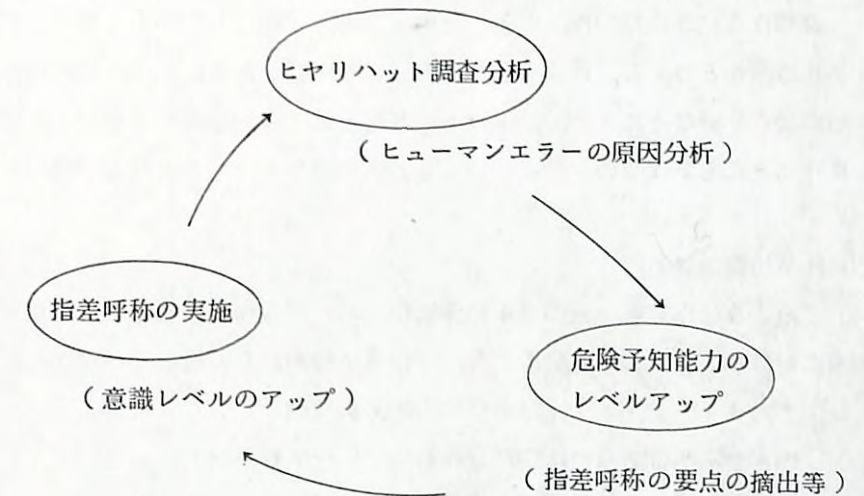 ヒヤリハット調査分析
（ヒューマンエラーの原因分析）
指差呼称の実施
（意識レベルのアップ）
危険予知能力の
レベルアップ
（指差呼称の要点の摘出等）